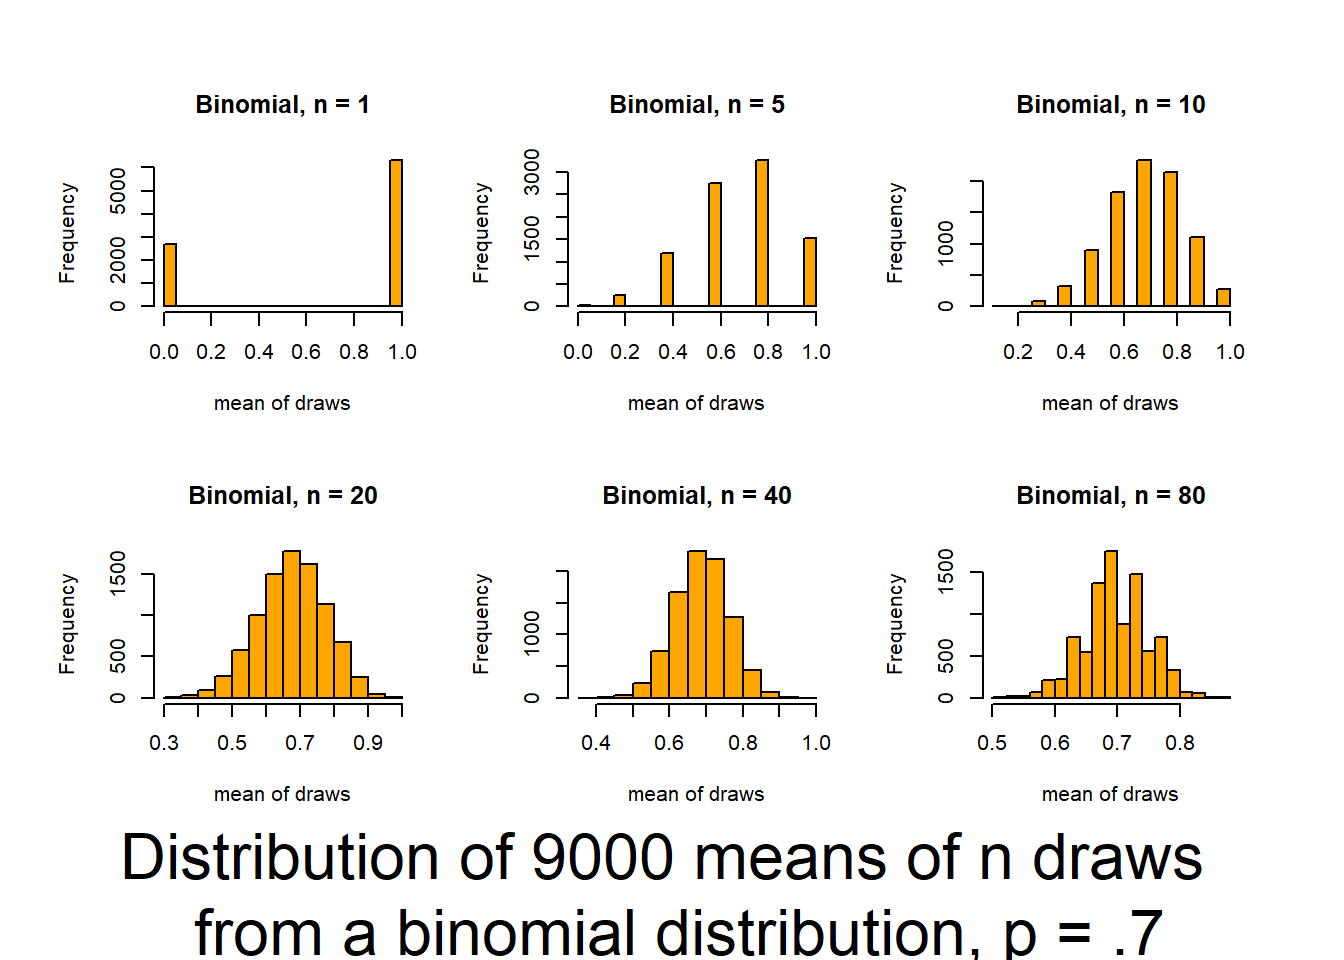 Binomial, n = 1
Frequency
0 2000 5000
0.0 0.2 0.4 0.6 0.8 1.0
mean of draws
Binomial, n = 5
Frequency
0 1500 3000
0.0 0.2 0.4 0.6 0.8 1.0
mean of draws
Binomial, n = 10
Frequency
0 1000
0.2 0.4 0.6 0.8 1.0
mean of draws
Binomial, n = 20
Frequency
0 500 1500
0.3 0.5 0.7 0.9
mean of draws
Binomial, n = 40
Frequency
0 1000
0.4 0.6 0.8 1.0
mean of draws
Binomial, n = 80
Frequency
0 500 1500
0.5 0.6 0.7 0.8
mean of draws
Distribution of 9000 means of n draws
from a binomial distribution, p = .7